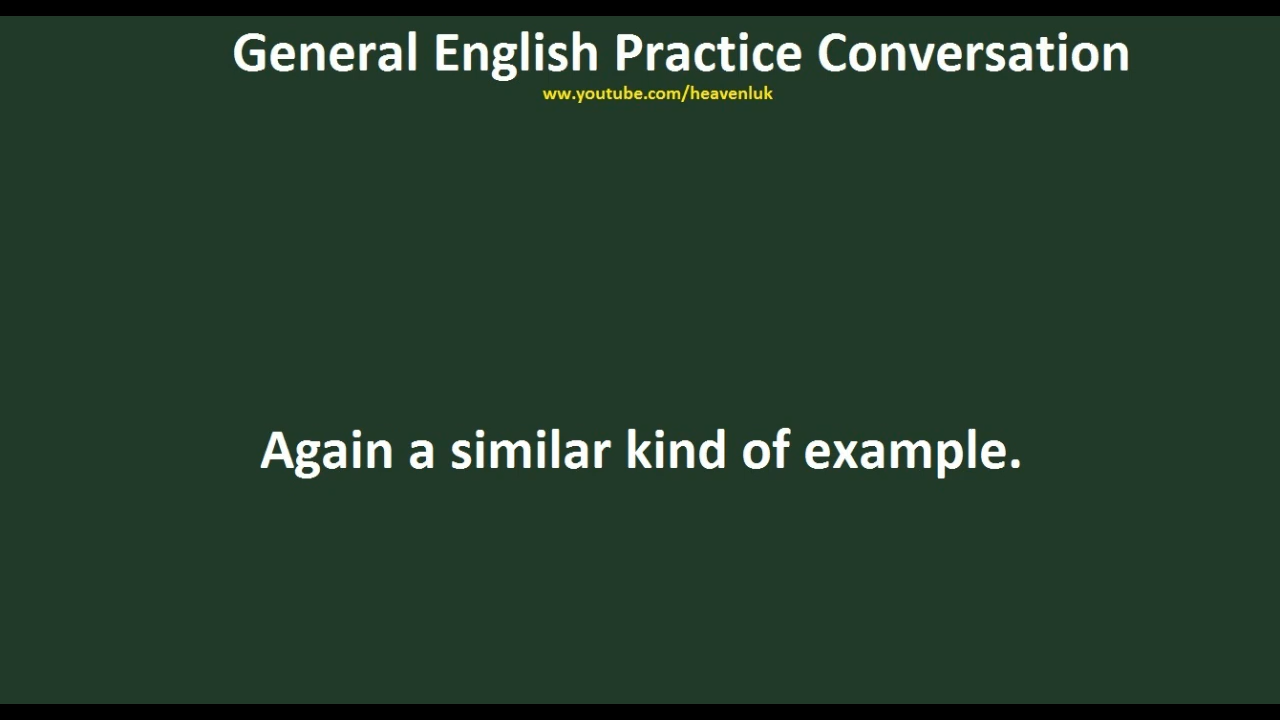 General English Practice Conversation
ww.youtube.com/heavenluk
Again a similar kind of example.